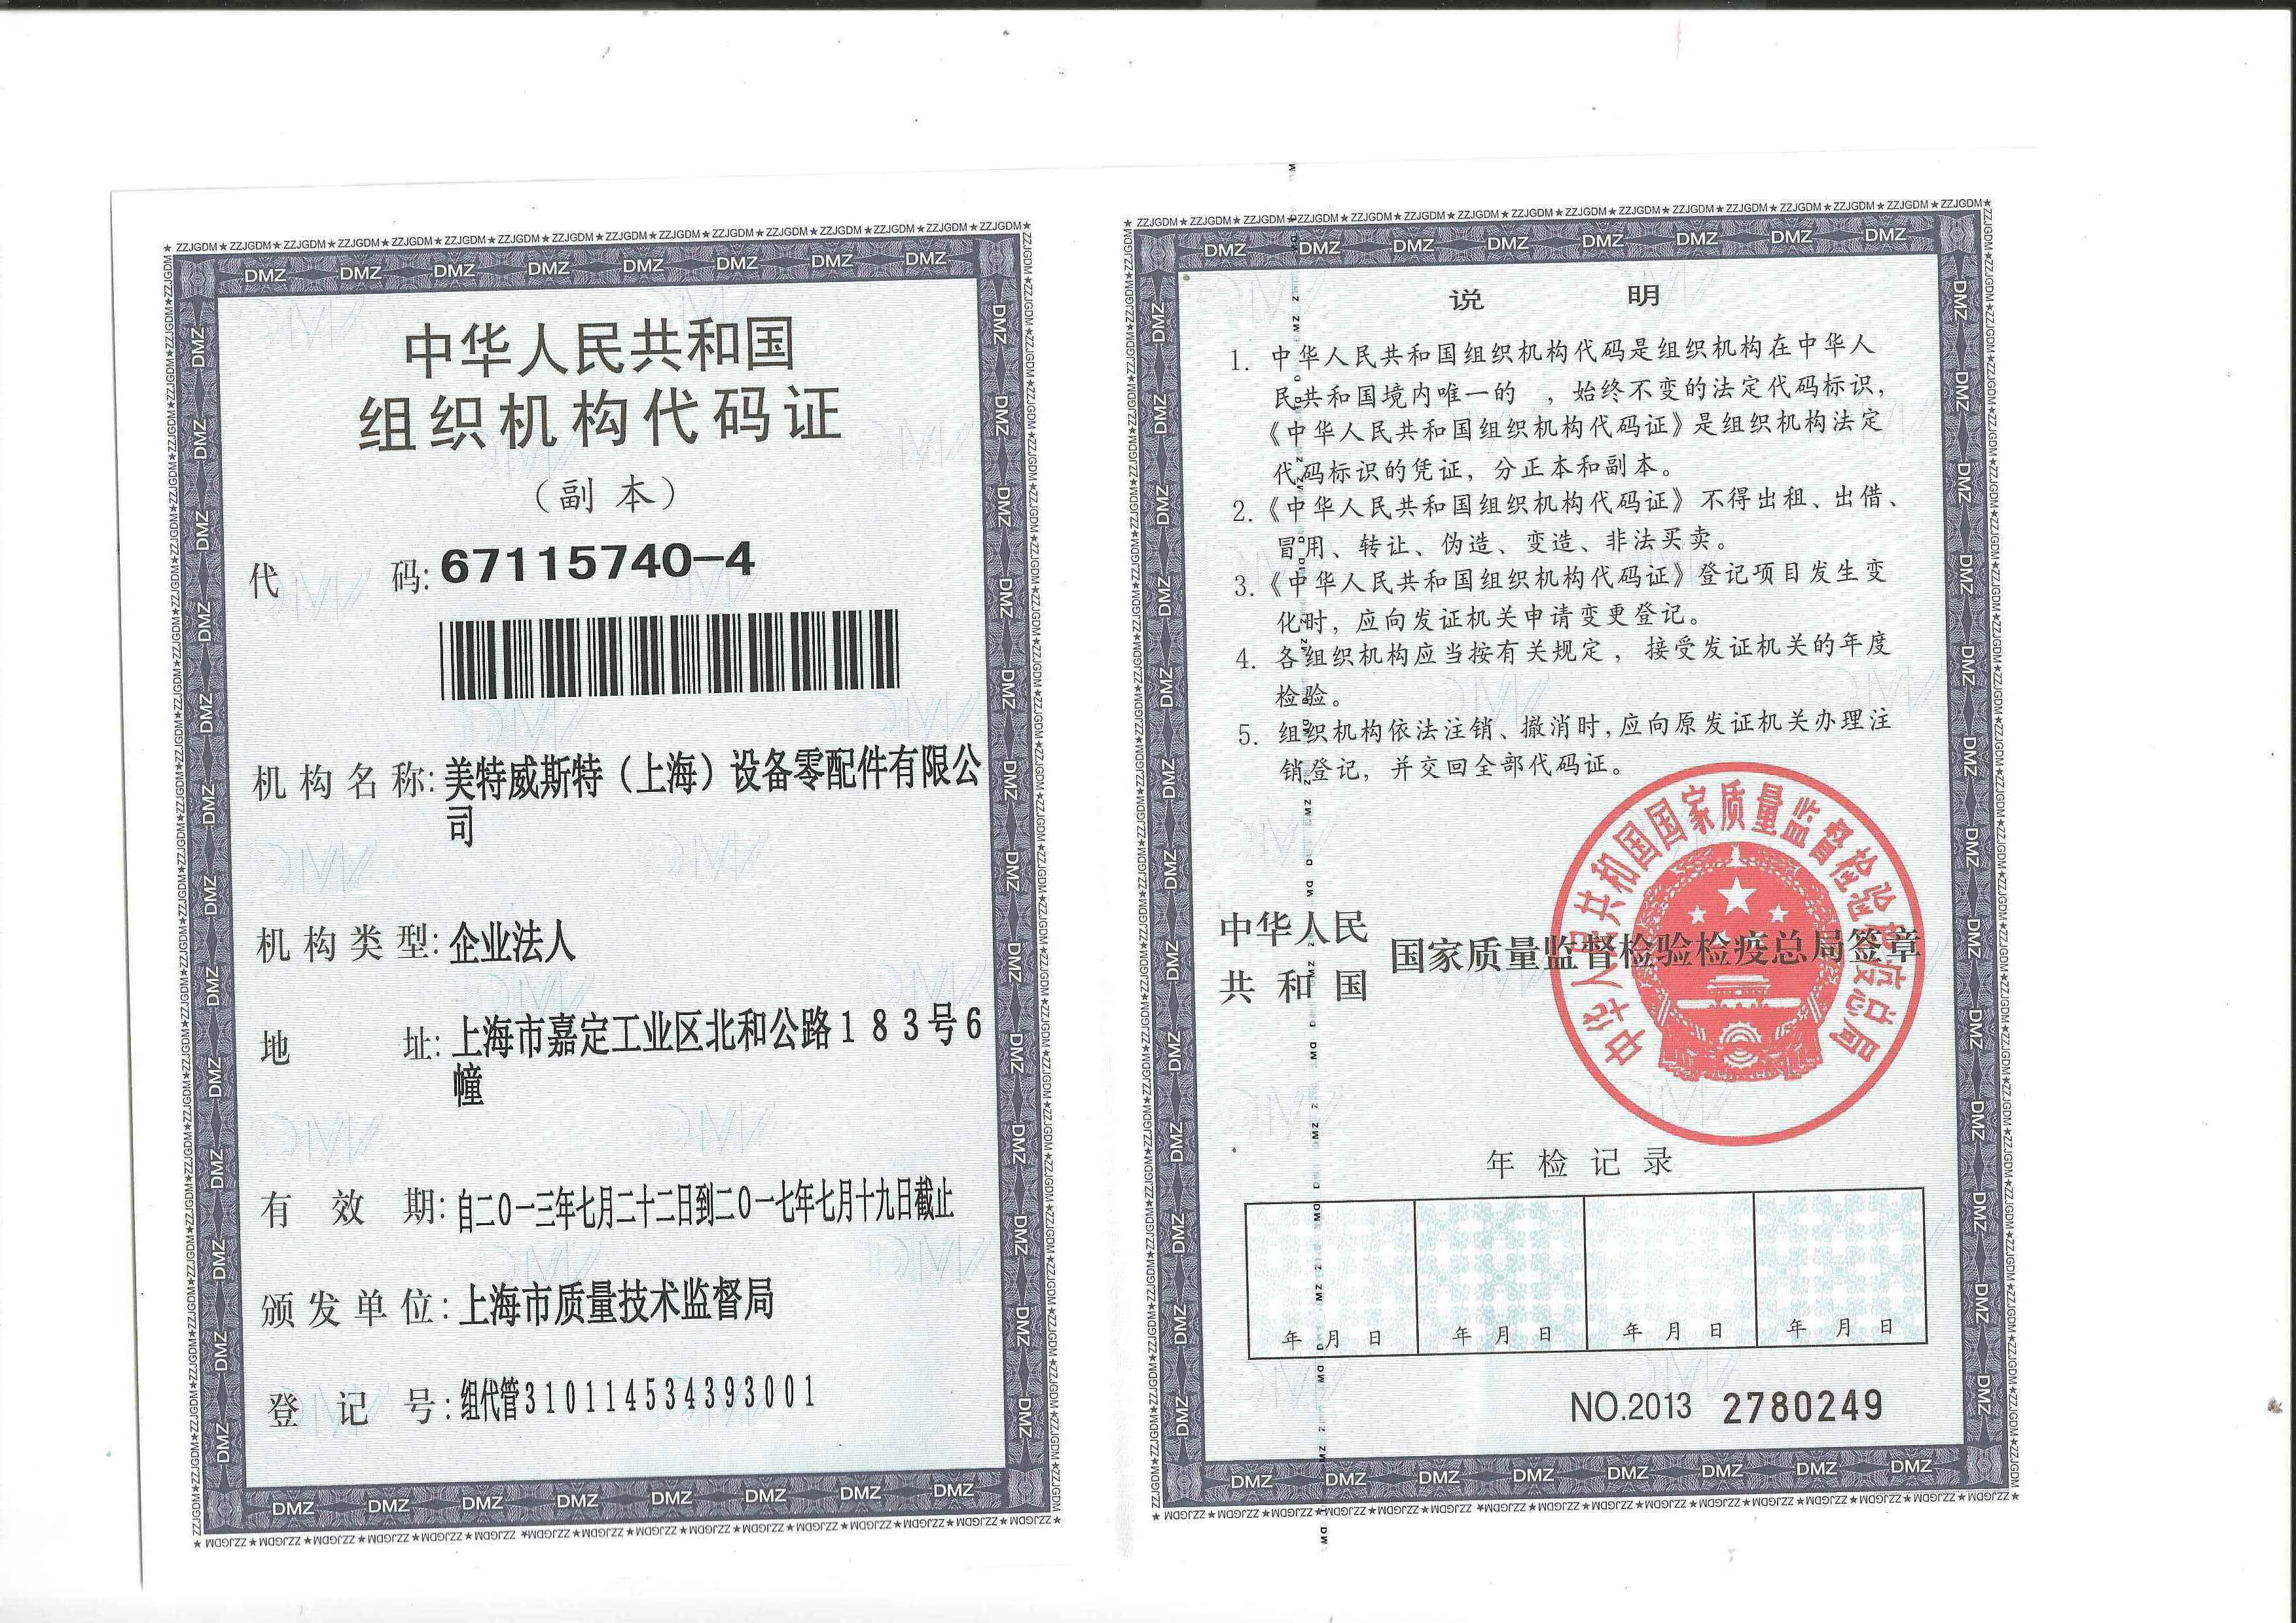 中华人民共和国
组织机构代码证
（副 本）
代 码: 67115740-4
机 构 名 称: 美特威斯特（上海）设备零配件有限公
司
机 构 类 型: 企业法人
地 址: 上海市嘉定工业区北和公路１８３号６
幢
有 效 期: 自二０一三年七月二十二日到二０一七年七月十九日截止
颁 发 单 位: 上海市质量技术监督局
登 记 号: 组代管310114534393001
说 明
1. 中华人民共和国组织机构代码是组织机构在中华人
民共和国境内唯一的 ，始终不变的法定代码标识，
《中华人民共和国组织机构代码证》是组织机构法定
代码标识的凭证，分正本和副本。
2.《中华人民共和国组织机构代码证》不得出租、出借、
冒用、转让、伪造、变造、非法买卖。
3.《中华人民共和国组织机构代码证》登记项目发生变
化时，应向发证机关申请变更登记。
4. 各组织机构应当按有关规定，接受发证机关的年度
检验。
5. 组织机构依法注销、撤消时，应向原发证机关办理注
销登记，并交回全部代码证。
中华人民
共 和 国
国家质量监督检验检疫总局签章
中华人民共和国国家质量监督检验检疫总局
年 检 记 录
年 月 日 年 月 日 年 月 日 年 月 日
NO.2013 2780249